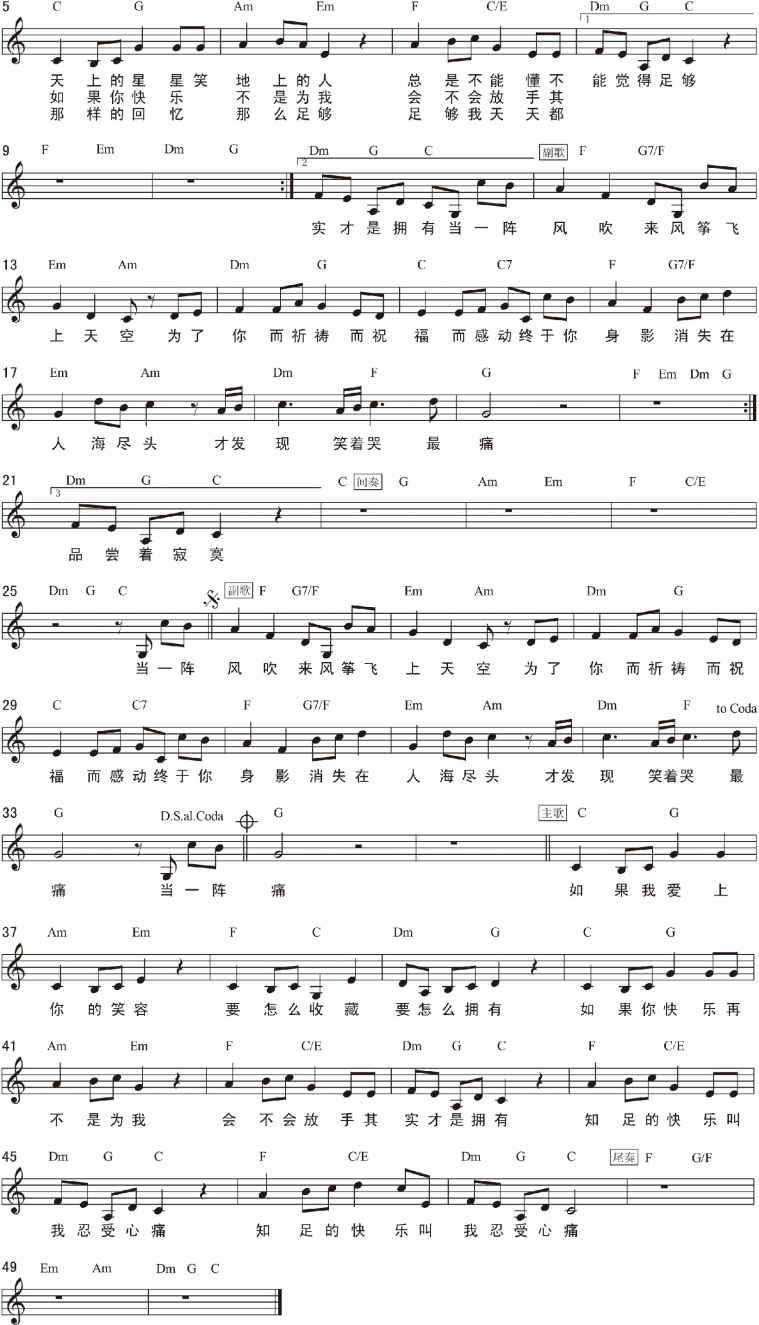 5 C G Am Em F C/E 1 Dm G C
天上的星星笑 地上的人 总是不能懂不 能觉得足够
如果你快乐 不是为我 会不会放手其
那样的回忆 那么足够 足够我天天都
9 F Em Dm G 2 Dm G C 副歌 F G7/F
实才是拥有当一阵 风吹来风筝飞
13 Em Am Dm G C C7 F G7/F
上天空 为了 你而祈祷而祝 福而感动终于你 身影消失在
17 Em Am Dm F G F Em Dm G
人海尽头 才发 现 笑着哭 最 痛
21 3 Dm G C C 间奏 G Am Em F C/E
品尝着寂寞
25 Dm G C 副歌 F G7/F Em Am Dm G
当一阵 风吹来风筝飞 上天空 为了 你而祈祷而祝
29 C C7 F G7/F Em Am Dm F to Coda
福而感动终于你 身影消失在 人海尽头 才发 现 笑着哭 最
33 G D.S.al.Coda G 主歌 C G
痛 当一阵 痛 如果我爱上
37 Am Em F C Dm G C G
你的笑容 要怎么收藏 要怎么拥有 如果你快乐再
41 Am Em F C/E Dm G C F C/E
不是为我 会不会放手其 实才是拥有 知足的快乐叫
45 Dm G C F C/E Dm G C 尾奏 F G/F
我忍受心痛 知足的快乐叫 我忍受心痛
49 Em Am Dm G C